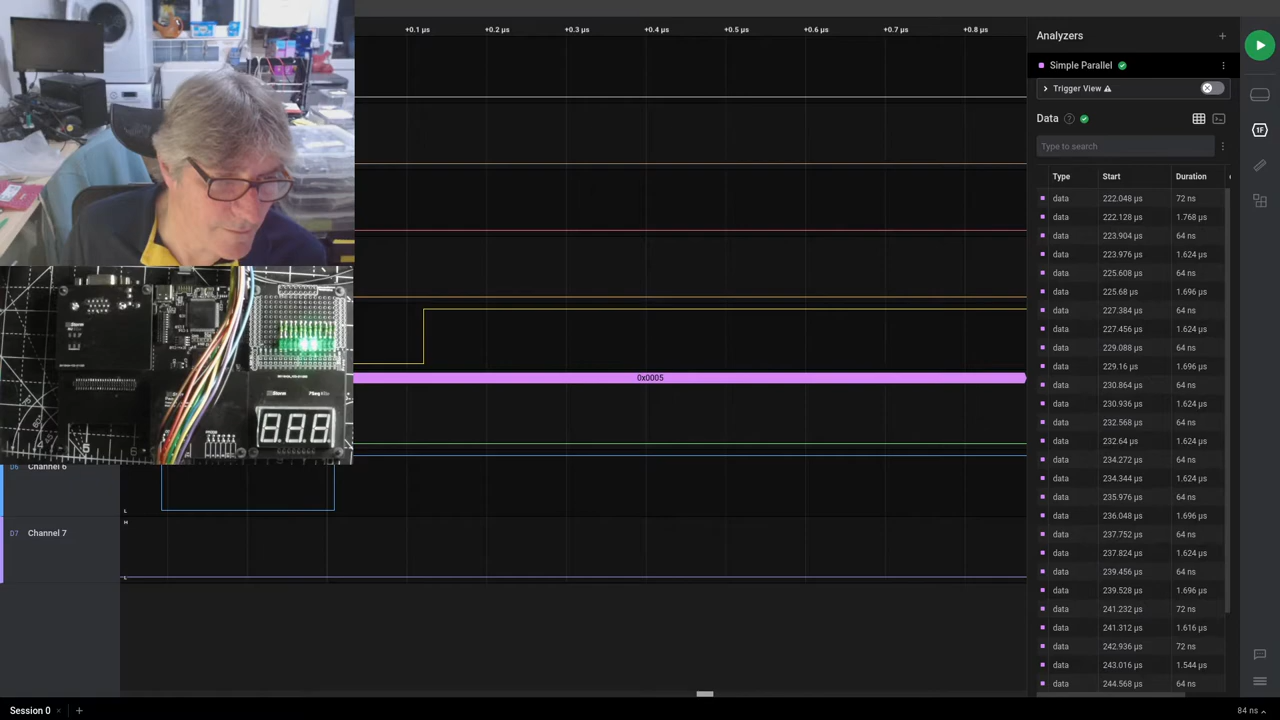 +0.1 µs +0.2 µs +0.3 µs +0.4 µs +0.5 µs +0.6 µs +0.7 µs +0.8 µs
Analyzers
Simple Parallel
Trigger View
Data
Type to search
Type Start Duration
data 222.048 µs 72 ns
data 222.128 µs 1.768 µs
data 223.904 µs 64 ns
data 223.976 µs 1.624 µs
data 225.608 µs 64 ns
data 225.68 µs 1.696 µs
data 227.384 µs 64 ns
data 227.456 µs 1.624 µs
data 229.088 µs 64 ns
data 229.16 µs 1.696 µs
data 230.864 µs 64 ns
data 230.936 µs 1.624 µs
data 232.568 µs 64 ns
data 232.64 µs 1.624 µs
data 234.272 µs 64 ns
data 234.344 µs 1.624 µs
data 235.976 µs 64 ns
data 236.048 µs 1.696 µs
data 237.752 µs 64 ns
data 237.824 µs 1.624 µs
data 239.456 µs 64 ns
data 239.528 µs 1.696 µs
data 241.232 µs 72 ns
data 241.312 µs 1.616 µs
data 242.936 µs 72 ns
data 243.016 µs 1.544 µs
data 244.568 µs 64 ns
1F
0x0005
888
D6 Channel 6
L
H
D7 Channel 7
L
Session 0
84 ns